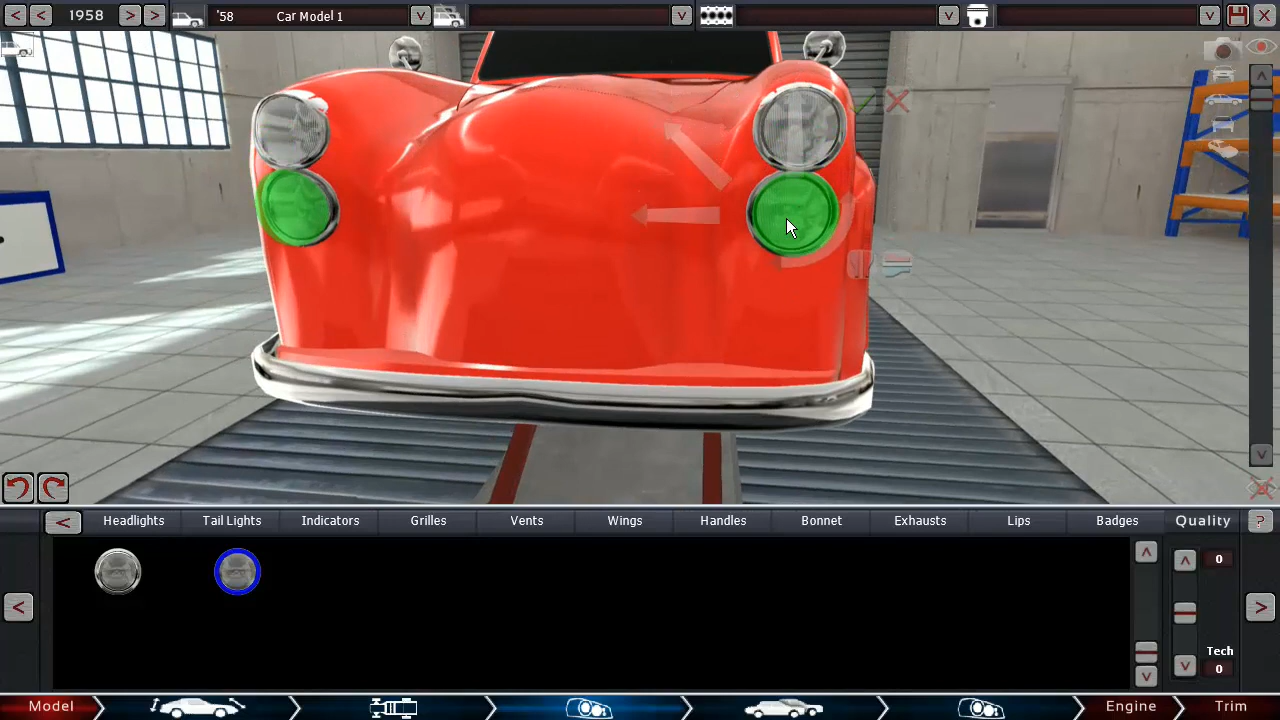 1958 '58 Car Model 1
Headlights Tail Lights Indicators Grilles Vents Wings Handles Bonnet Exhausts Lips Badges Quality ?
0
Tech
0
Model Engine Trim